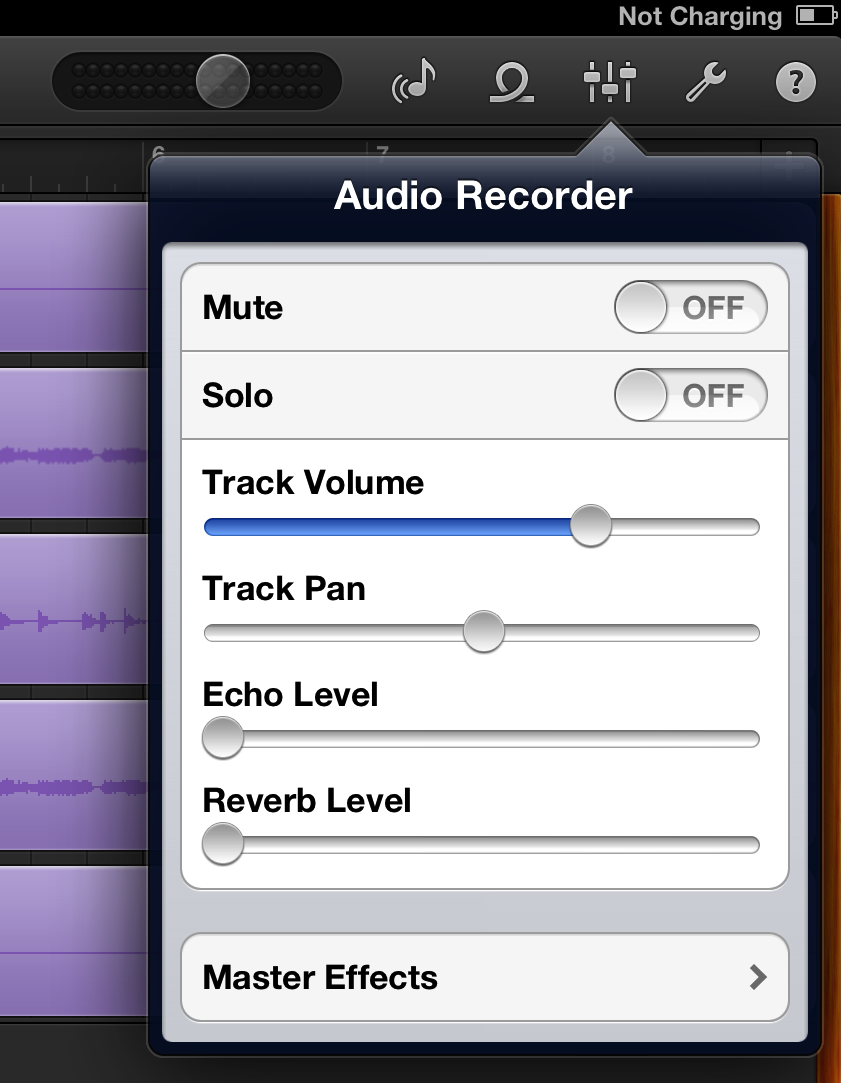 Not Charging
?
6
7
8
Audio Recorder
Mute
OFF
Solo
OFF
Track Volume
Track Pan
Echo Level
Reverb Level
Master Effects